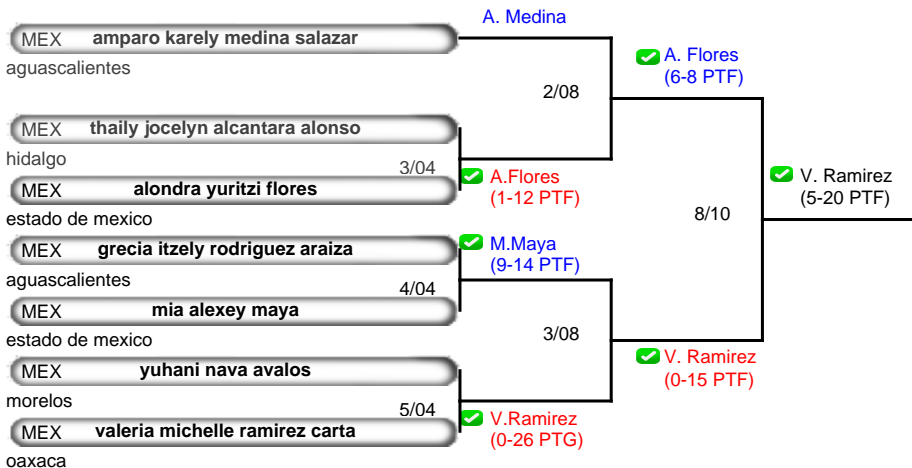 A. Medina
MEX amparo karely medina salazar
aguascalientes
A. Flores
(6-8 PTF)
2/08
MEX thaily jocelyn alcantara alonso
hidalgo
3/04
A.Flores
(1-12 PTF)
MEX alondra yuritzi flores
estado de mexico
V. Ramirez
(5-20 PTF)
8/10
MEX grecia itzely rodriguez araiza
aguascalientes
M.Maya
(9-14 PTF)
4/04
MEX mia alexey maya
estado de mexico
3/08
V. Ramirez
(0-15 PTF)
MEX yuhani nava avalos
morelos
5/04
V.Ramirez
(0-26 PTG)
MEX valeria michelle ramirez carta
oaxaca